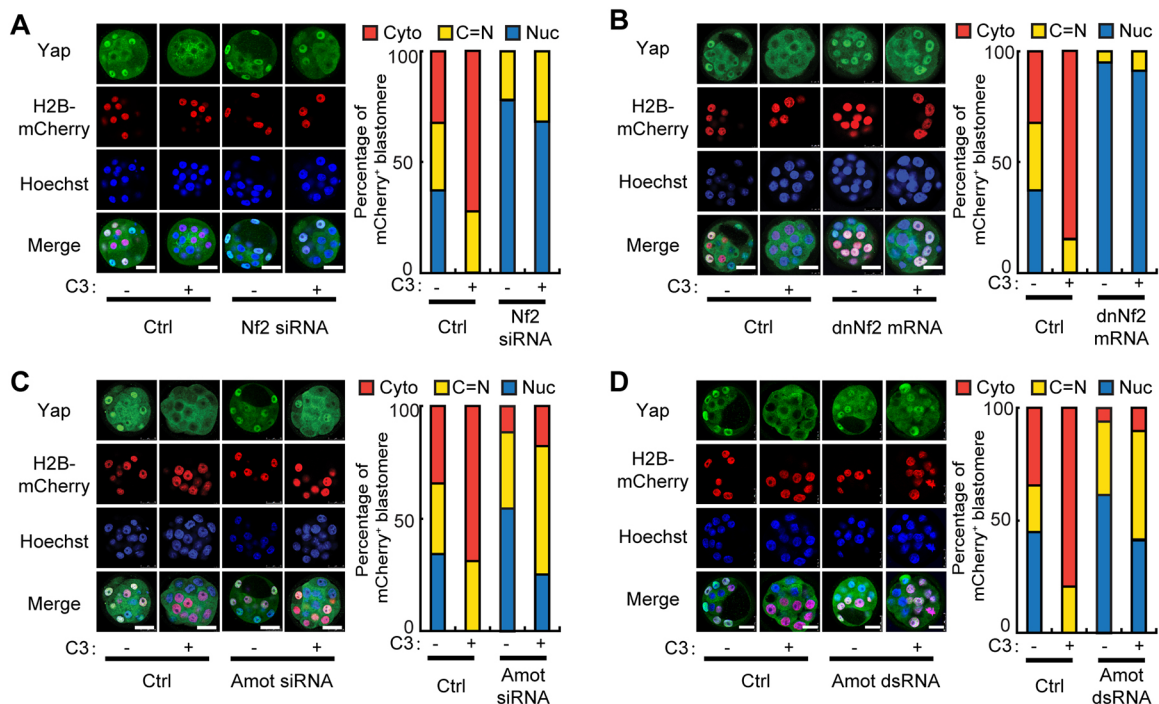 A
Yap
H2B-
mCherry
Hoechst
Merge
C3: - + - +
Ctrl Nf2 siRNA
Cyto C=N Nuc
Percentage of
mCherry+ blastomere
100
50
0
C3: - + - +
Ctrl Nf2
siRNA
B
Yap
H2B-
mCherry
Hoechst
Merge
C3: - + - +
Ctrl dnNf2 mRNA
Cyto C=N Nuc
Percentage of
mCherry+ blastomere
100
50
0
C3: - + - +
Ctrl dnNf2
mRNA
C
Yap
H2B-
mCherry
Hoechst
Merge
C3: - + - +
Ctrl Amot siRNA
Cyto C=N Nuc
Percentage of
mCherry+ blastomere
100
50
0
C3: - + - +
Ctrl Amot
siRNA
D
Yap
H2B-
mCherry
Hoechst
Merge
C3: - + - +
Ctrl Amot dsRNA
Cyto C=N Nuc
Percentage of
mCherry+ blastomere
100
50
0
C3: - + - +
Ctrl Amot
dsRNA